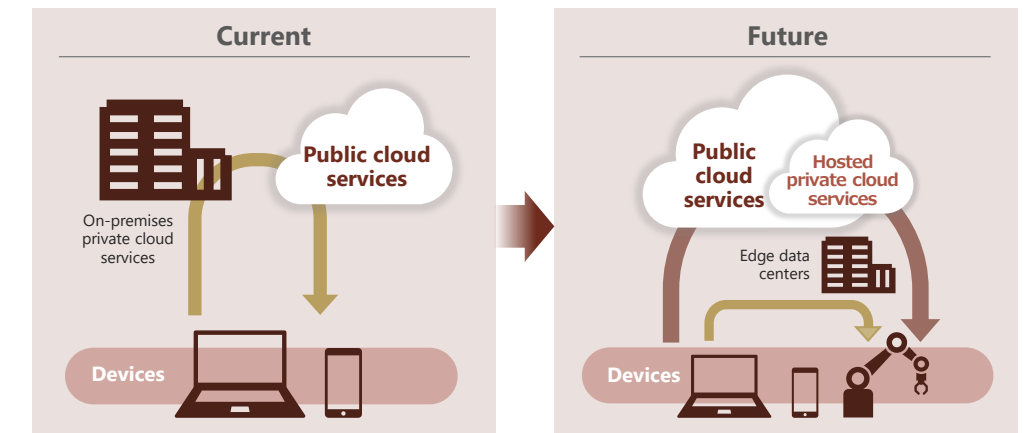 Current
On-premises
private cloud
services
Public cloud
services
Devices
Future
Public
cloud
services
Hosted
private cloud
services
Edge data
centers
Devices